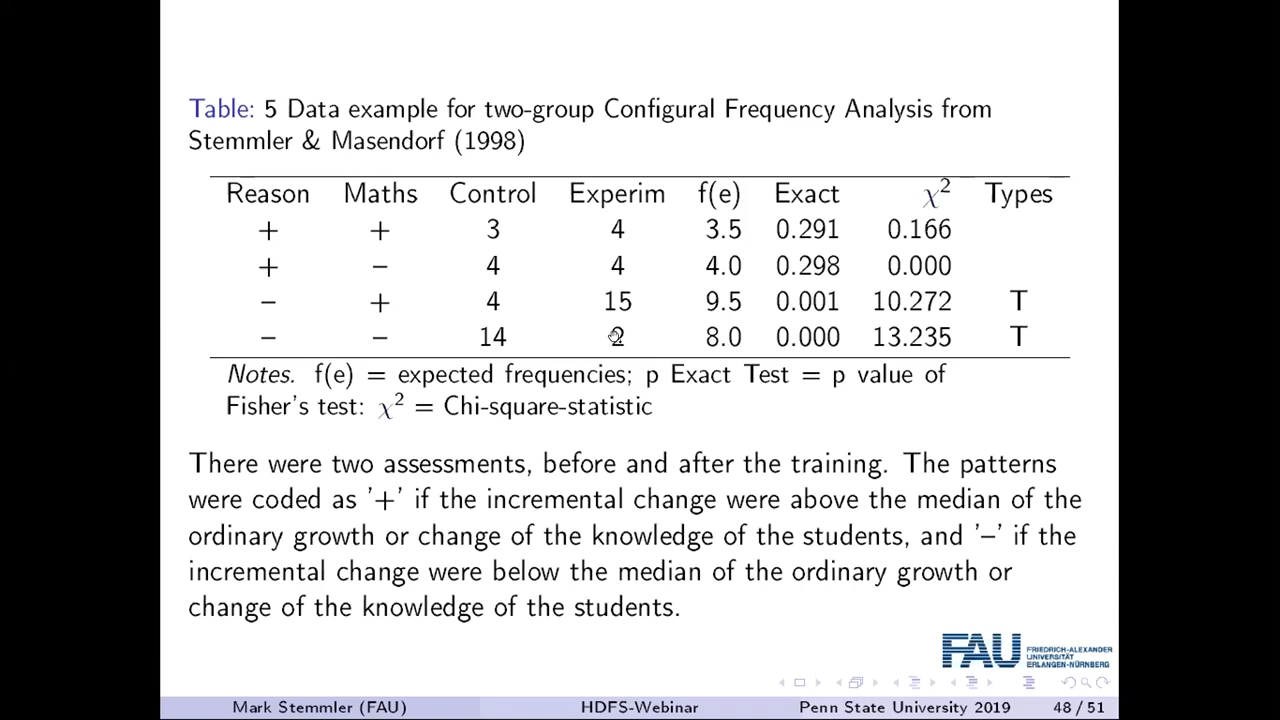 Table: 5 Data example for two-group Configural Frequency Analysis from
Stemmler & Masendorf (1998)
Reason Maths Control Experim f(e) Exact χ² Types
+ + 3 4 3.5 0.291 0.166
+ – 4 4 4.0 0.298 0.000
– + 4 15 9.5 0.001 10.272 T
– – 14 2 8.0 0.000 13.235 T
Notes. f(e) = expected frequencies; p Exact Test = p value of
Fisher's test: χ² = Chi-square-statistic
There were two assessments, before and after the training. The patterns
were coded as '+' if the incremental change were above the median of the
ordinary growth or change of the knowledge of the students, and '–' if the
incremental change were below the median of the ordinary growth or
change of the knowledge of the students.
FAU
FRIEDRICH-ALEXANDER
UNIVERSITÄT
ERLANGEN-NÜRNBERG
Mark Stemmler (FAU) HDFS-Webinar Penn State University 2019 48 / 51